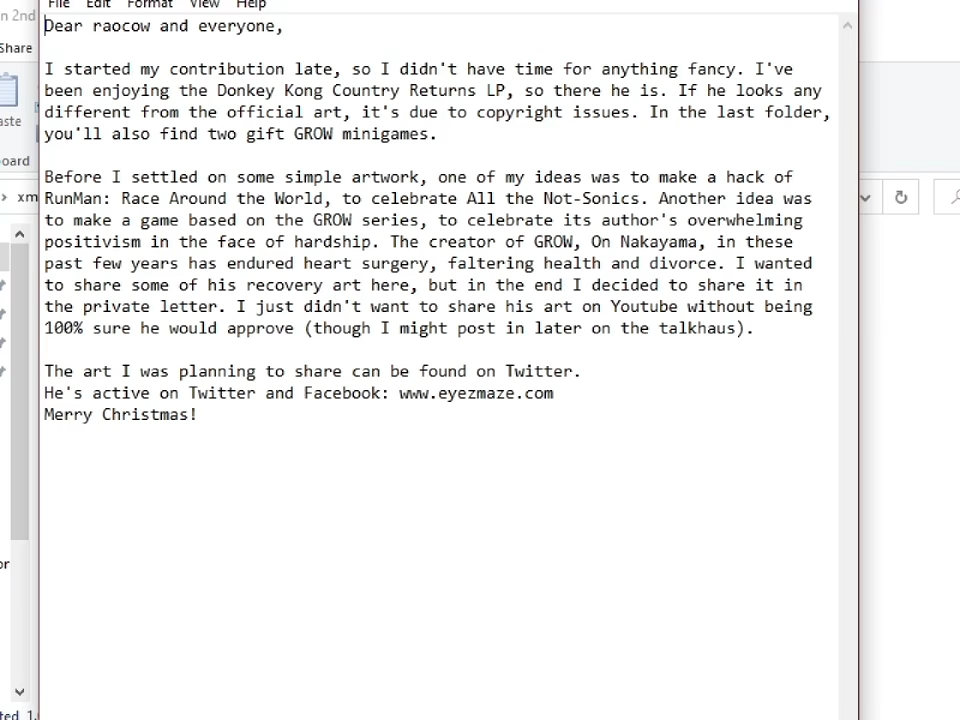 File Edit Format View Help
n 2nd
Share
aste
oard
xm
Dear raocow and everyone,
I started my contribution late, so I didn't have time for anything fancy. I've
been enjoying the Donkey Kong Country Returns LP, so there he is. If he looks any
different from the official art, it's due to copyright issues. In the last folder,
you'll also find two gift GROW minigames.
Before I settled on some simple artwork, one of my ideas was to make a hack of
RunMan: Race Around the World, to celebrate All the Not-Sonics. Another idea was
to make a game based on the GROW series, to celebrate its author's overwhelming
positivism in the face of hardship. The creator of GROW, On Nakayama, in these
past few years has endured heart surgery, faltering health and divorce. I wanted
to share some of his recovery art here, but in the end I decided to share it in
the private letter. I just didn't want to share his art on Youtube without being
100% sure he would approve (though I might post in later on the talkhaus).
The art I was planning to share can be found on Twitter.
He's active on Twitter and Facebook: www.eyezmaze.com
Merry Christmas!
or